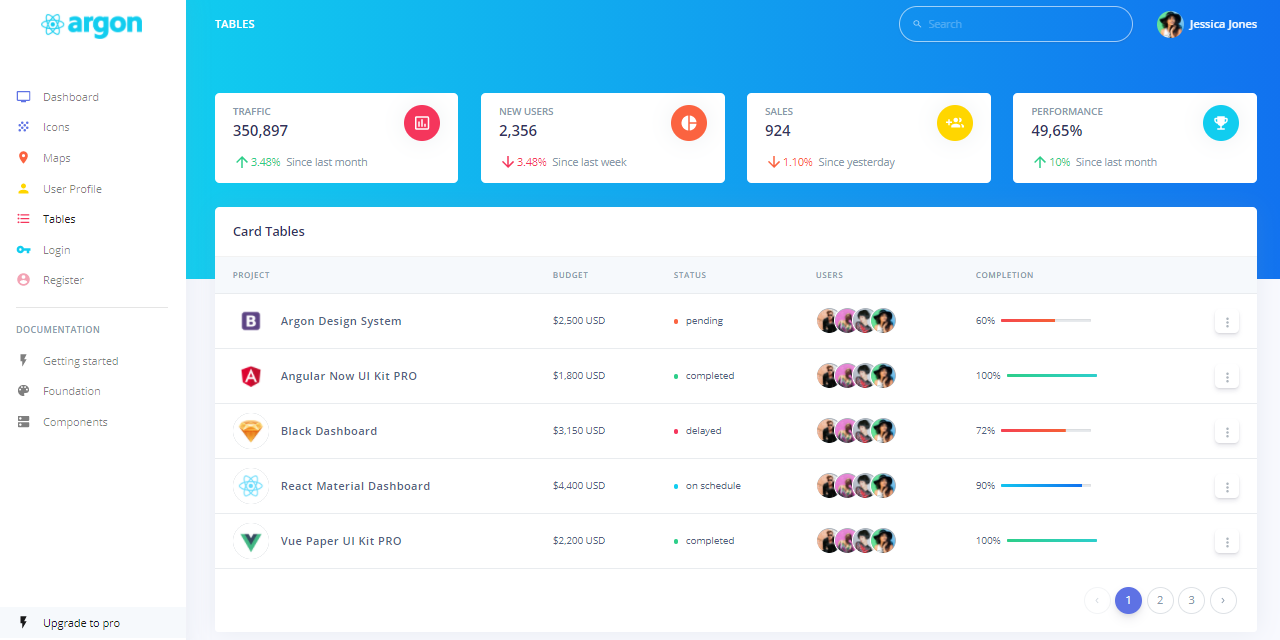 argon
TABLES
Search
Jessica Jones
Dashboard
Icons
Maps
User Profile
Tables
Login
Register
DOCUMENTATION
Getting started
Foundation
Components
Upgrade to pro
TRAFFIC
350,897
3.48% Since last month
NEW USERS
2,356
3.48% Since last week
SALES
924
1.10% Since yesterday
PERFORMANCE
49,65%
10% Since last month
Card Tables
PROJECT BUDGET STATUS USERS COMPLETION
B Argon Design System $2,500 USD pending 60%
A Angular Now UI Kit PRO $1,800 USD completed 100%
Black Dashboard $3,150 USD delayed 72%
React Material Dashboard $4,400 USD on schedule 90%
Vue Paper UI Kit PRO $2,200 USD completed 100%
‹ 1 2 3 ›